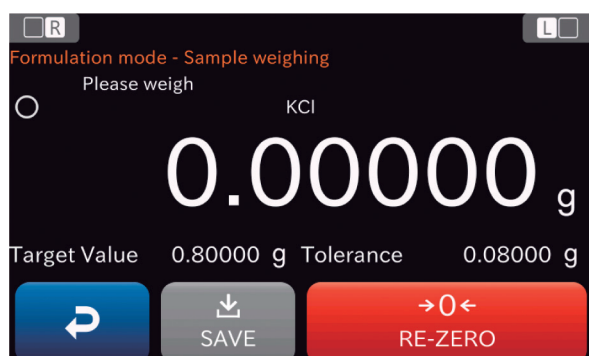 R L
Formulation mode - Sample weighing
Please weigh
KCl
0.00000 g
Target Value 0.80000 g Tolerance 0.08000 g
SAVE
→0←
RE-ZERO